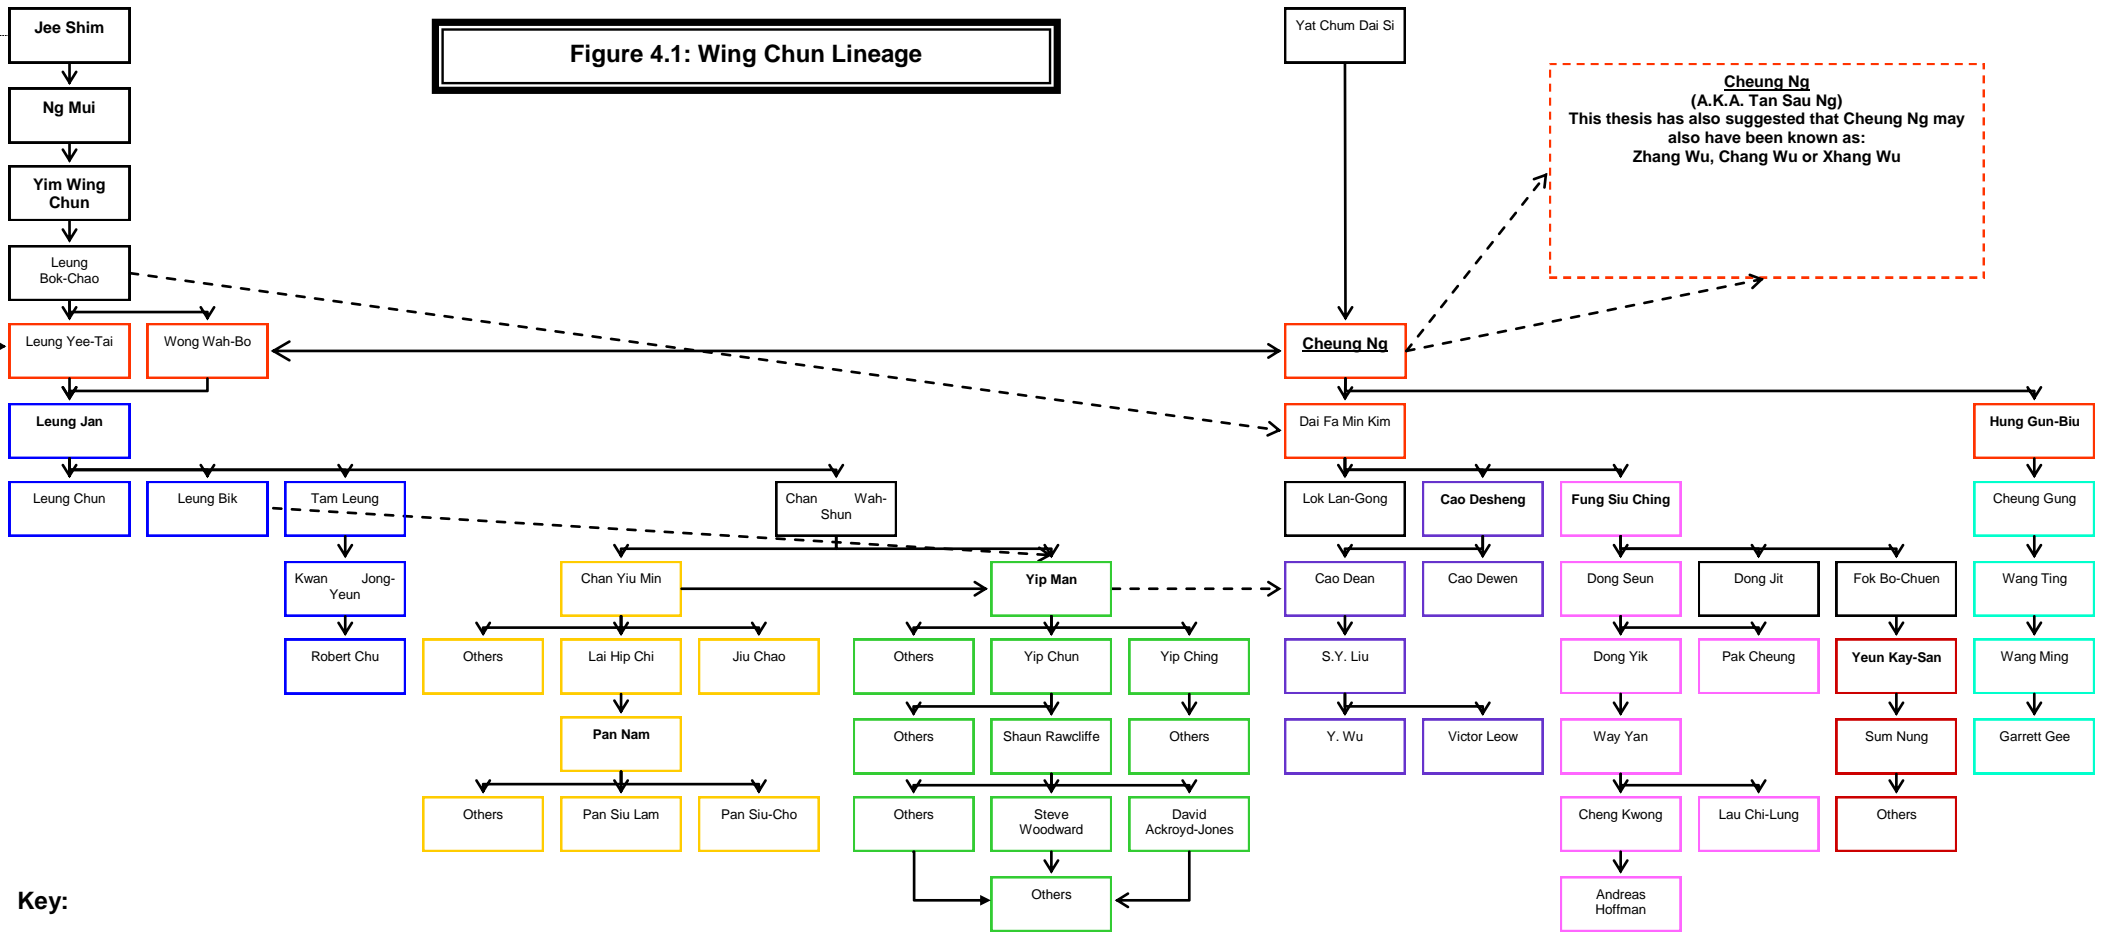 Jee Shim
Figure 4.1: Wing Chun Lineage
Yat Chum Dai Si
Cheung Ng
(A.K.A. Tan Sau Ng)
This thesis has also suggested that Cheung Ng may
also have been known as:
Zhang Wu, Chang Wu or Xhang Wu
Ng Mui
Yim Wing
Chun
Leung
Bok-Chao
Leung Yee-Tai
Wong Wah-Bo
Cheung Ng
Leung Jan
Dai Fa Min Kim
Hung Gun-Biu
Leung Chun
Leung Bik
Tam Leung
Chan Wah-
Shun
Lok Lan-Gong
Cao Desheng
Fung Siu Ching
Cheung Gung
Kwan Jong-
Yeun
Chan Yiu Min
Yip Man
Cao Dean
Cao Dewen
Dong Seun
Dong Jit
Fok Bo-Chuen
Wang Ting
Robert Chu
Others
Lai Hip Chi
Jiu Chao
Others
Yip Chun
Yip Ching
S.Y. Liu
Dong Yik
Pak Cheung
Yeun Kay-San
Wang Ming
Pan Nam
Others
Shaun Rawcliffe
Others
Y. Wu
Victor Leow
Way Yan
Sum Nung
Garrett Gee
Others
Pan Siu Lam
Pan Siu-Cho
Others
Steve
Woodward
David
Ackroyd-Jones
Cheng Kwong
Lau Chi-Lung
Others
Key:
Others
Andreas
Hoffman